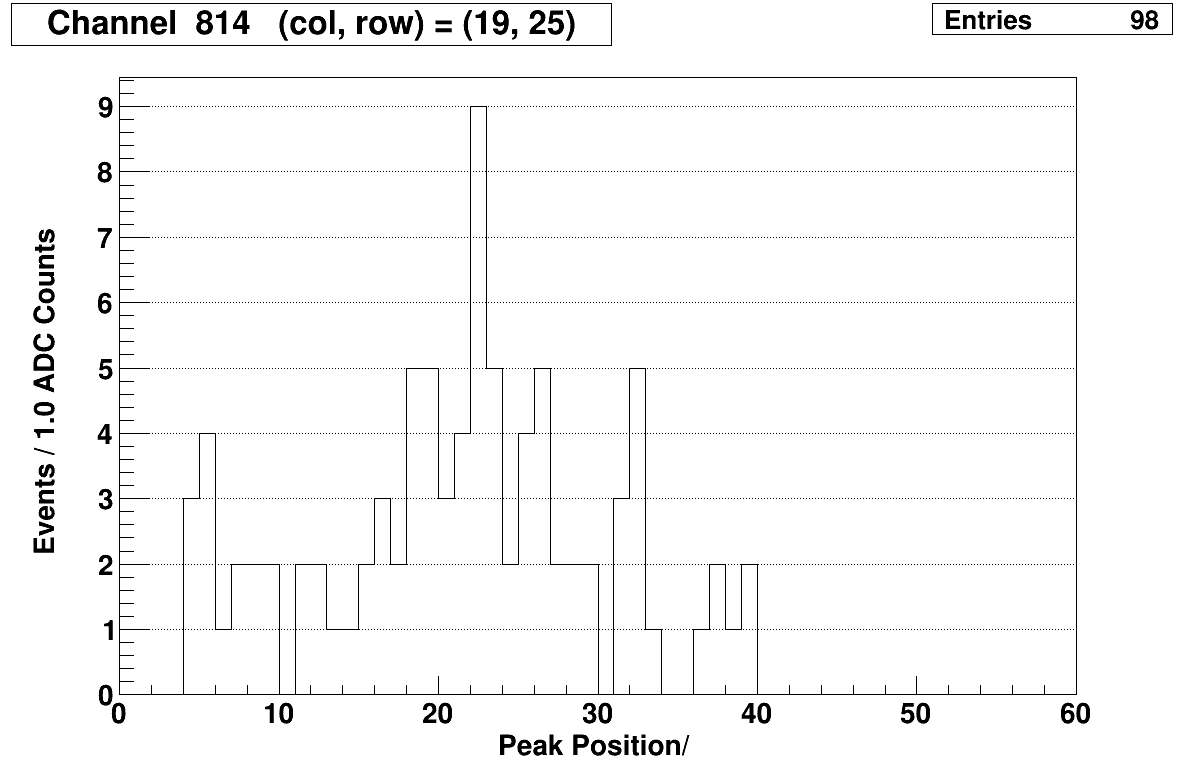 Channel 814 (col, row) = (19, 25)
Entries 98
Events / 1.0 ADC Counts
9
8
7
6
5
4
3
2
1
0
0 10 20 30 40 50 60
Peak Position/